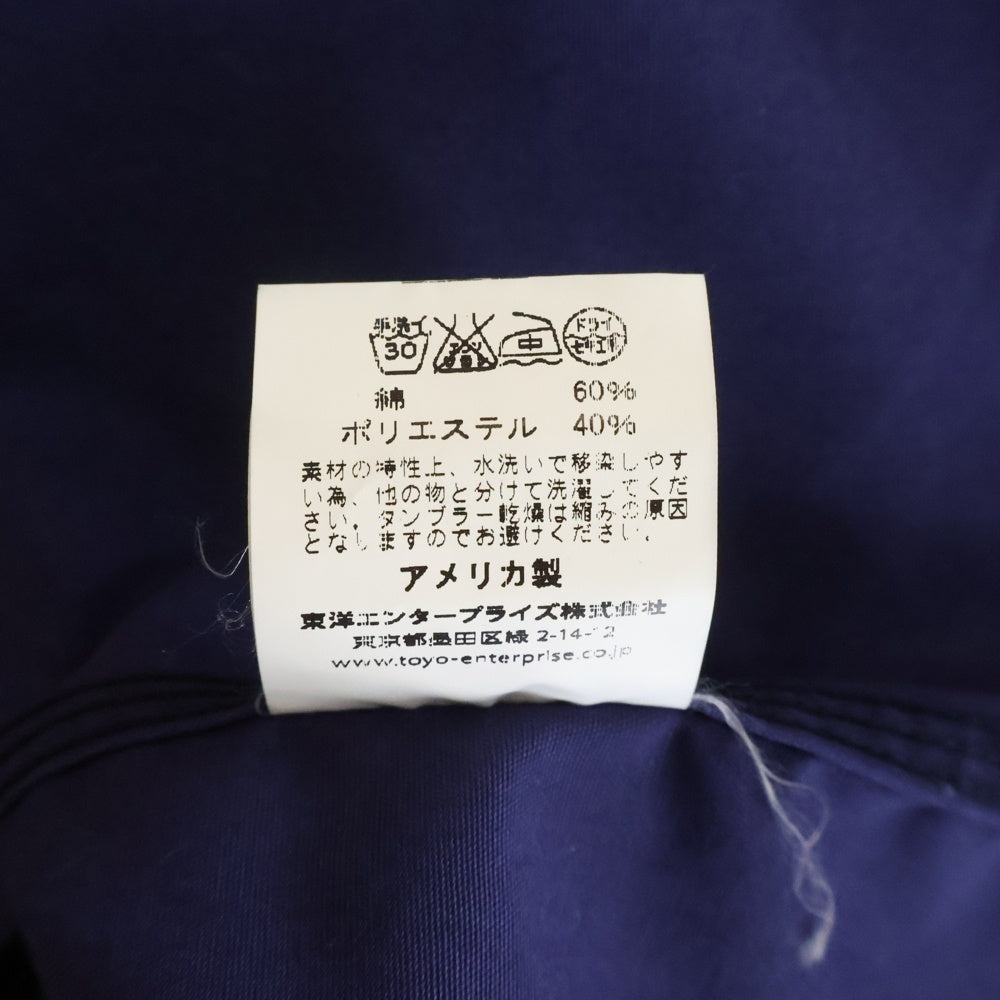 手洗イ
30
中
ドライ
セキユ系
綿 60%
ポリエステル 40%
素材の特性上、水洗いで移染しやす
い為、他の物と分けて洗濯してくだ
さい。タンブラー乾燥は縮みの原因
となりますのでお避けください。
アメリカ製
東洋エンタープライズ株式会社
東京都墨田区緑 2-14-12
www.toyo-enterprise.co.jp